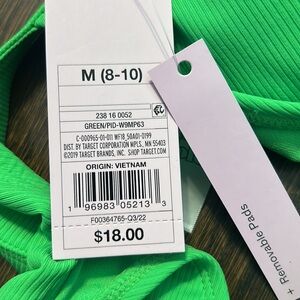 M (8-10)
238 16 0052
GREEN/PID-W9MP63
C-000965-01-011 MF18_50A01-0199
DIST. BY TARGET CORPORATION MPLS., MN 55403
©2019 TARGET BRANDS, INC. SHOP TARGET.COM
ORIGIN: VIETNAM
1 96983 05213 3
F00364765-Q3/22
$18.00
+ Removable Pads